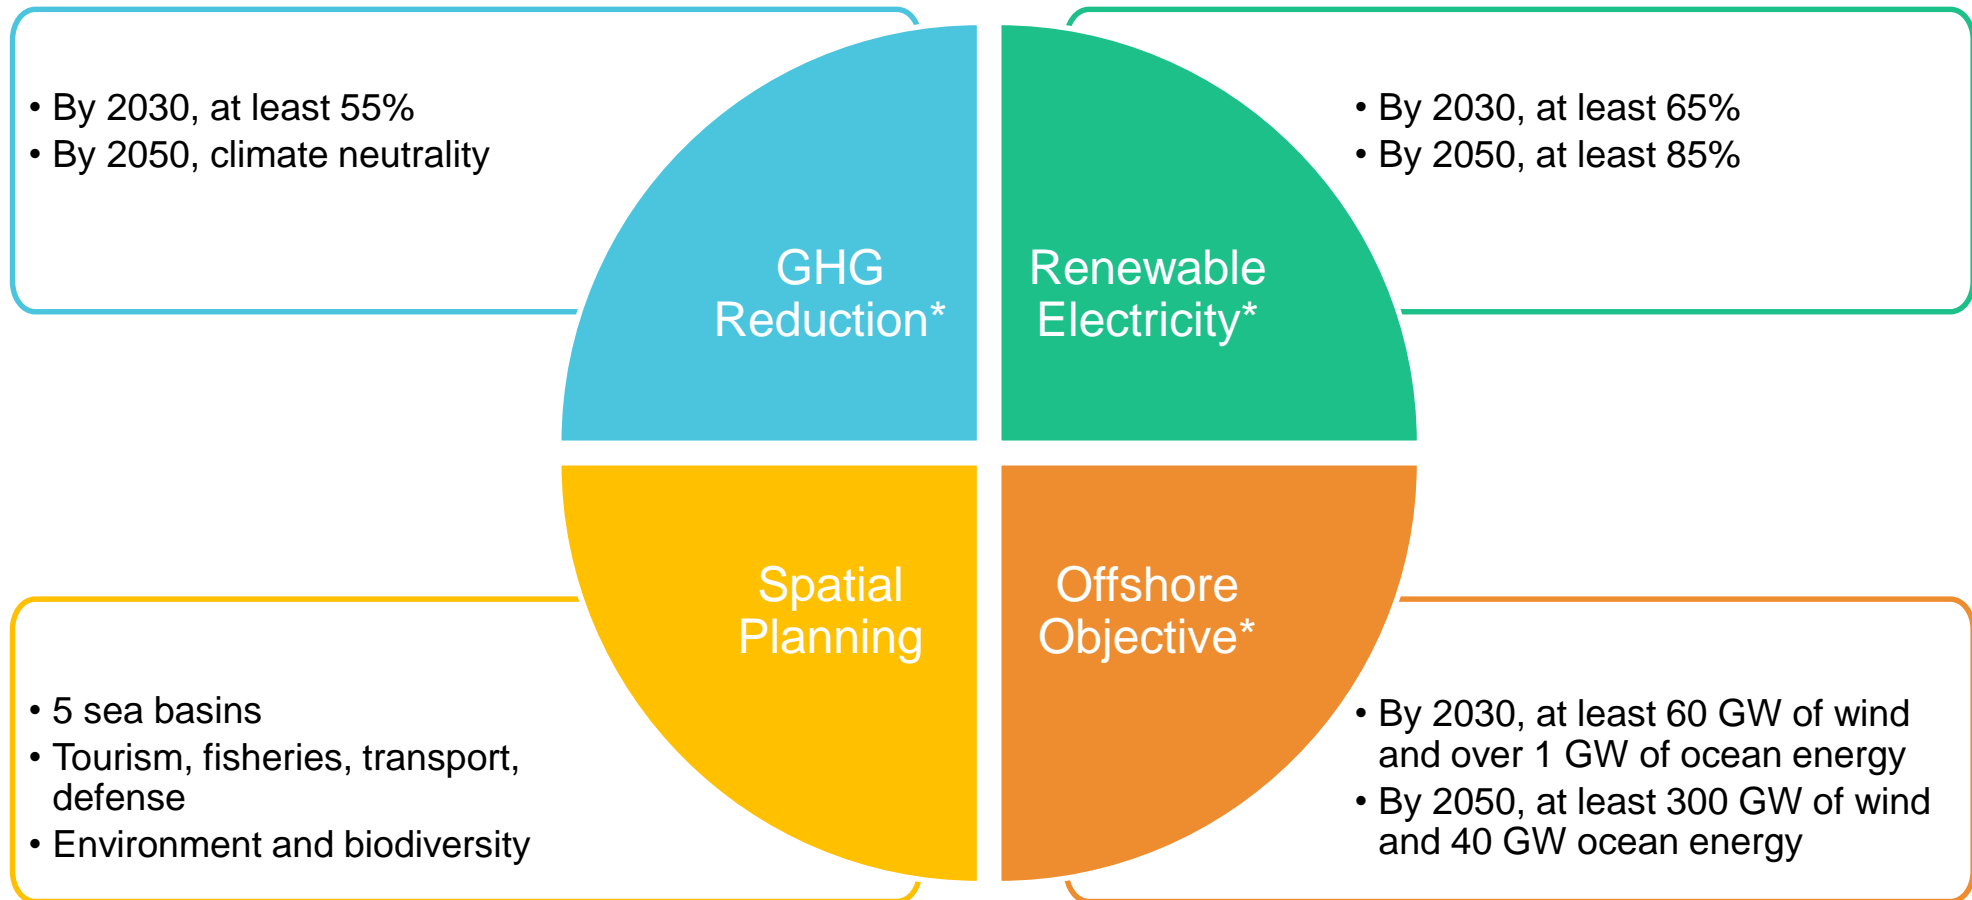 • By 2030, at least 55%
• By 2050, climate neutrality
GHG
Reduction*
Renewable
Electricity*
• By 2030, at least 65%
• By 2050, at least 85%
• 5 sea basins
• Tourism, fisheries, transport,
defense
• Environment and biodiversity
Spatial
Planning
Offshore
Objective*
• By 2030, at least 60 GW of wind
and over 1 GW of ocean energy
• By 2050, at least 300 GW of wind
and 40 GW ocean energy